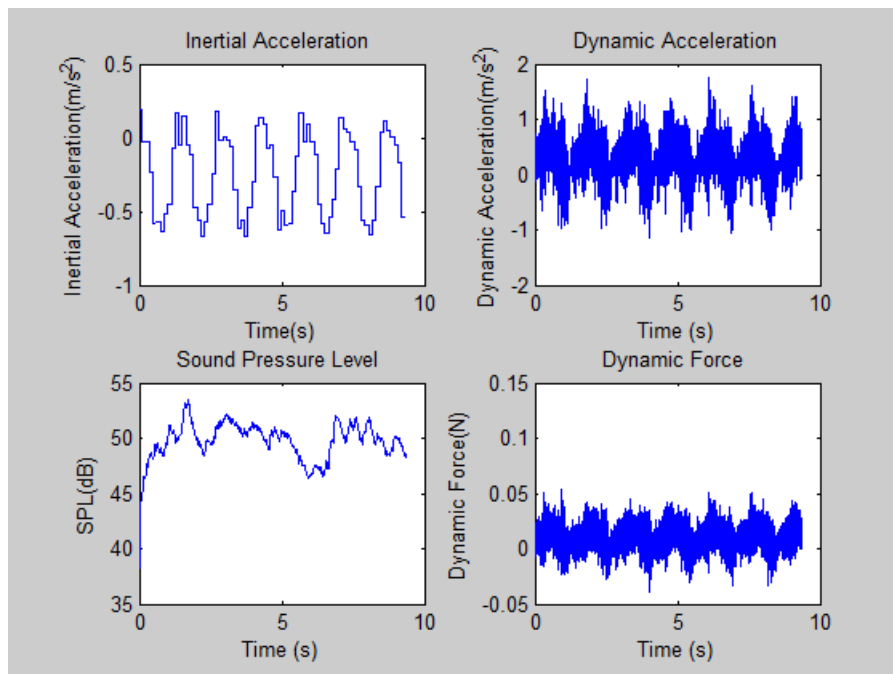 Inertial Acceleration
Inertial Acceleration(m/s²)
0.5
0
-0.5
-1
0 5 10
Time(s)
Dynamic Acceleration
Dynamic Acceleration(m/s²)
2
1
0
-1
-2
0 5 10
Time (s)
Sound Pressure Level
SPL(dB)
55
50
45
40
35
0 5 10
Time (s)
Dynamic Force
Dynamic Force(N)
0.15
0.1
0.05
0
-0.05
0 5 10
Time (s)